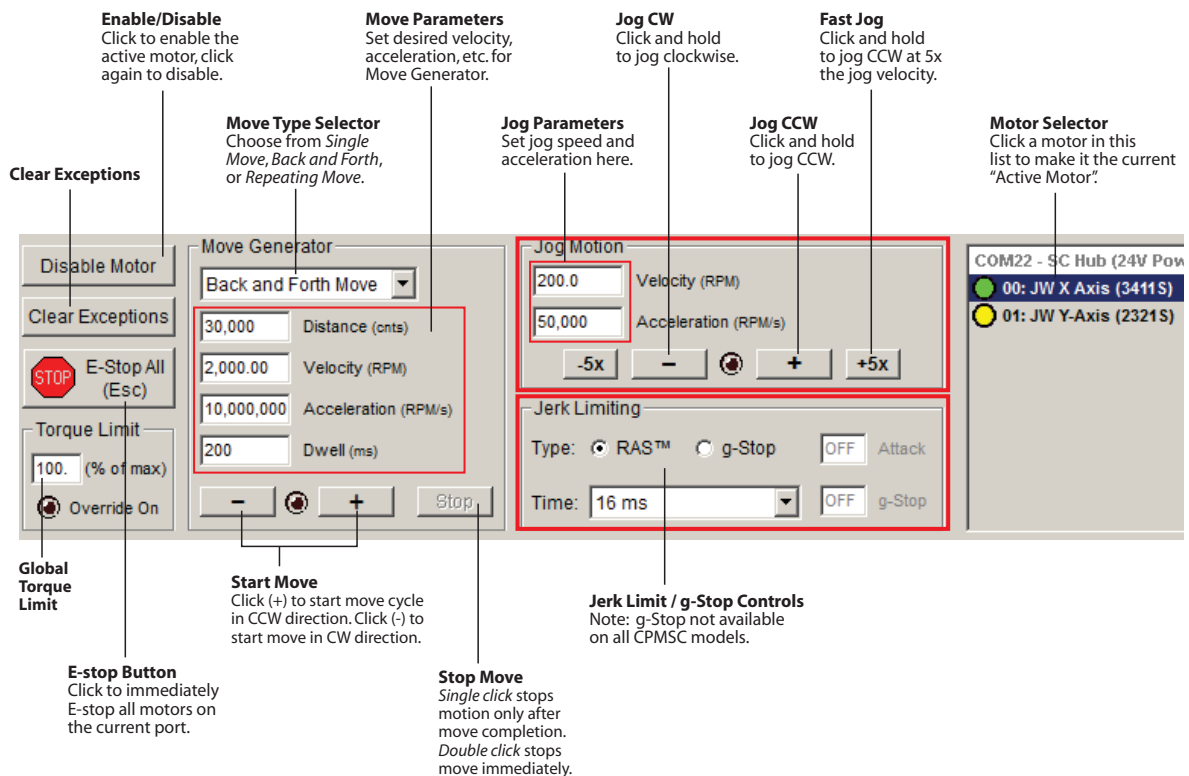 Enable/Disable
Click to enable the
active motor, click
again to disable.
Move Parameters
Set desired velocity,
acceleration, etc. for
Move Generator.
Jog CW
Click and hold
to jog clockwise.
Fast Jog
Click and hold
to jog CCW at 5x
the jog velocity.
Clear Exceptions
Move Type Selector
Choose from Single
Move, Back and Forth,
or Repeating Move.
Jog Parameters
Set jog speed and
acceleration here.
Jog CCW
Click and hold
to jog CCW.
Motor Selector
Click a motor in this
list to make it the current
“Active Motor”.
Disable Motor
Clear Exceptions
STOP
E-Stop All
(Esc)
Torque Limit
100. (% of max)
Override On
Move Generator
Back and Forth Move
30,000 Distance (cnts)
2,000.00 Velocity (RPM)
10,000,000 Acceleration (RPM/s)
200 Dwell (ms)
− + Stop
Jog Motion
200.0 Velocity (RPM)
50,000 Acceleration (RPM/s)
-5x − + +5x
Jerk Limiting
Type: RAS™ g-Stop OFF Attack
Time: 16 ms OFF g-Stop
COM22 - SC Hub (24V Pow
00: JW X Axis (3411S)
01: JW Y-Axis (2321S)
Global
Torque
Limit
Start Move
Click (+) to start move cycle
in CCW direction. Click (-) to
start move in CW direction.
Jerk Limit / g-Stop Controls
Note: g-Stop not available
on all CPMSC models.
E-stop Button
Click to immediately
E-stop all motors on
the current port.
Stop Move
Single click stops
motion only after
move completion.
Double click stops
move immediately.